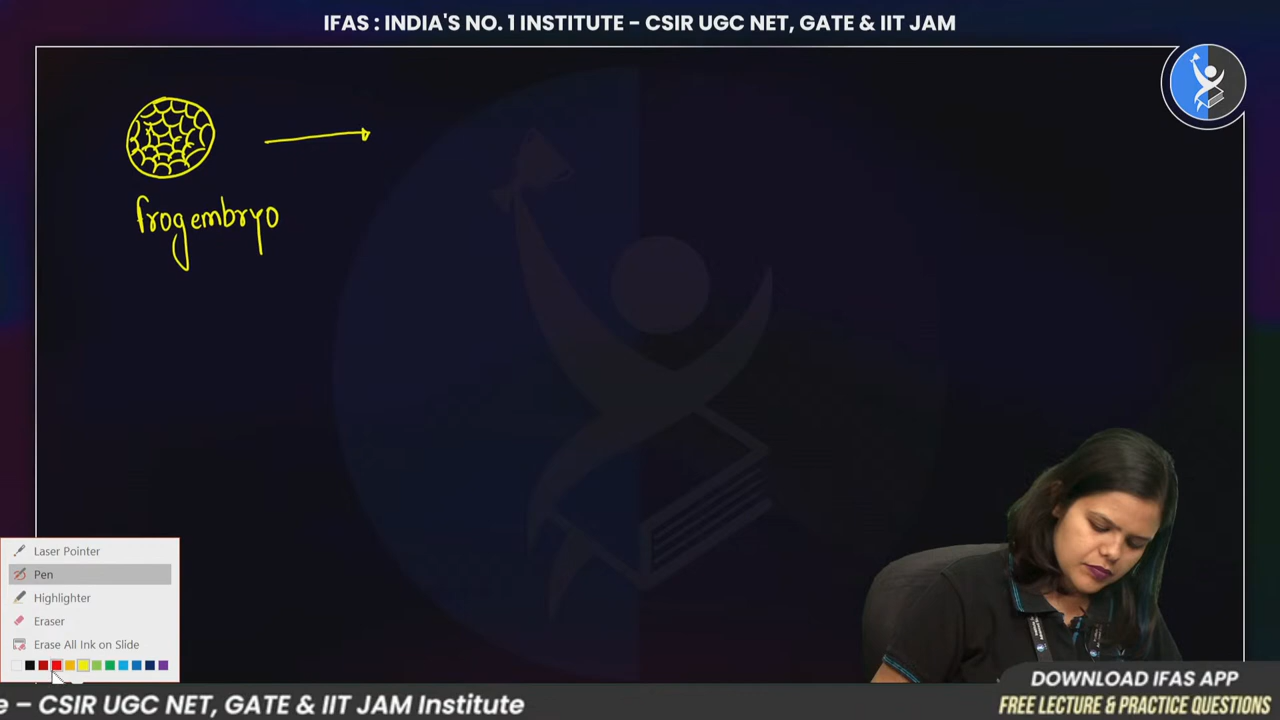 IFAS : INDIA'S NO. 1 INSTITUTE - CSIR UGC NET, GATE & IIT JAM
frog embryo
Laser Pointer
Pen
Highlighter
Eraser
Erase All Ink on Slide
DOWNLOAD IFAS APP
FREE LECTURE & PRACTICE QUESTIONS
e – CSIR UGC NET, GATE & IIT JAM Institute